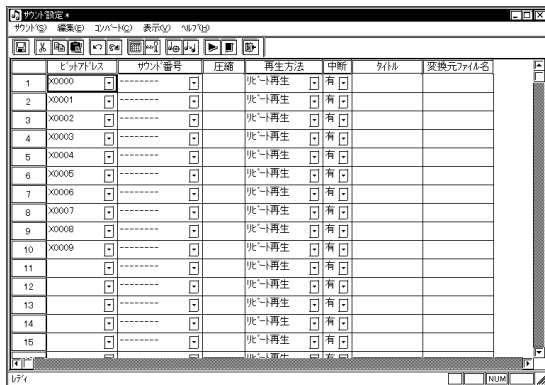 サウンド設定*
サウンド(S) 編集(E) コンバート(C) 表示(V) ヘルプ(H)
ビットアドレス サウンド番号 圧縮 再生方法 中断 タイトル 変換元ファイル名
1 X0000 -------- リピート再生 有
2 X0001 -------- リピート再生 有
3 X0002 -------- リピート再生 有
4 X0003 -------- リピート再生 有
5 X0004 -------- リピート再生 有
6 X0005 -------- リピート再生 有
7 X0006 -------- リピート再生 有
8 X0007 -------- リピート再生 有
9 X0008 -------- リピート再生 有
10 X0009 -------- リピート再生 有
11 -------- リピート再生 有
12 -------- リピート再生 有
13 -------- リピート再生 有
14 -------- リピート再生 有
15 -------- リピート再生 有
レディ NUM